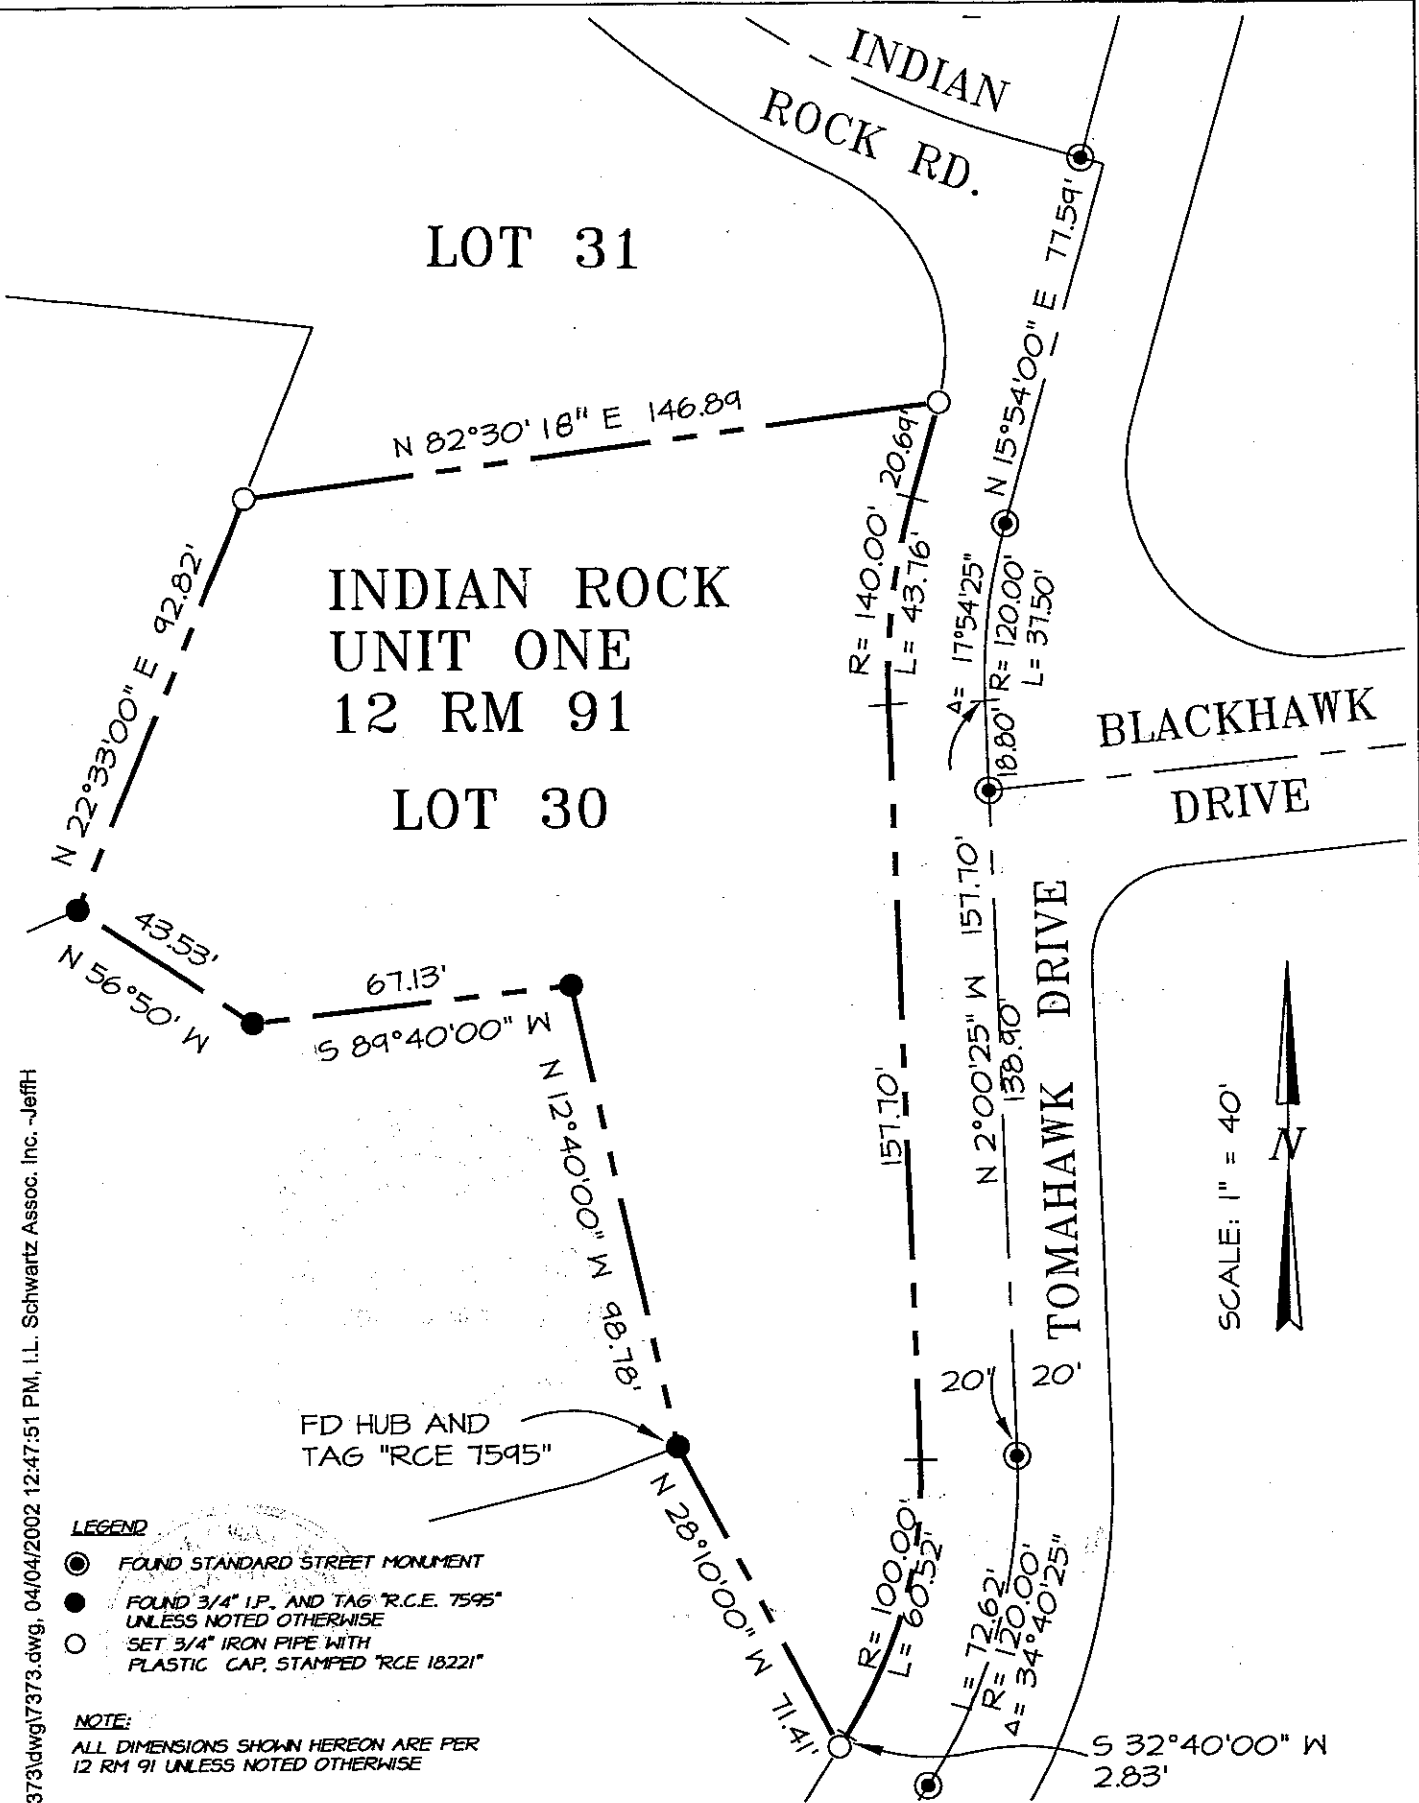 INDIAN
ROCK RD.
LOT 31
N 82°30'18" E 146.89
20.69'
N 15°54'00" E 77.59'
N 22°33'00" E 92.82'
INDIAN ROCK
UNIT ONE
12 RM 91
LOT 30
R= 140.00'
L= 43.76'
Δ= 17°54'25"
R= 120.00'
L= 37.50'
18.80'
BLACKHAWK
DRIVE
43.53'
N 56°50' W
67.13'
S 89°40'00" W
N 12°40'00" W 98.78'
157.70'
N 2°00'25" W 157.70'
138.90'
TOMAHAWK DRIVE
SCALE: 1" = 40'
N
20' 20'
FD HUB AND
TAG "RCE 7595"
N 28°10'00" W 71.41'
R= 100.00'
L= 60.52'
L= 72.62'
R= 120.00'
Δ= 34°40'25"
S 32°40'00" W
2.83'
LEGEND
FOUND STANDARD STREET MONUMENT
FOUND 3/4" I.P. AND TAG "R.C.E. 7595"
UNLESS NOTED OTHERWISE
SET 3/4" IRON PIPE WITH
PLASTIC CAP, STAMPED "RCE 18221"
NOTE:
ALL DIMENSIONS SHOWN HEREON ARE PER
12 RM 91 UNLESS NOTED OTHERWISE
373\dwg\7373.dwg, 04/04/2002 12:47:51 PM, I.L. Schwartz Assoc. Inc. -JeffH